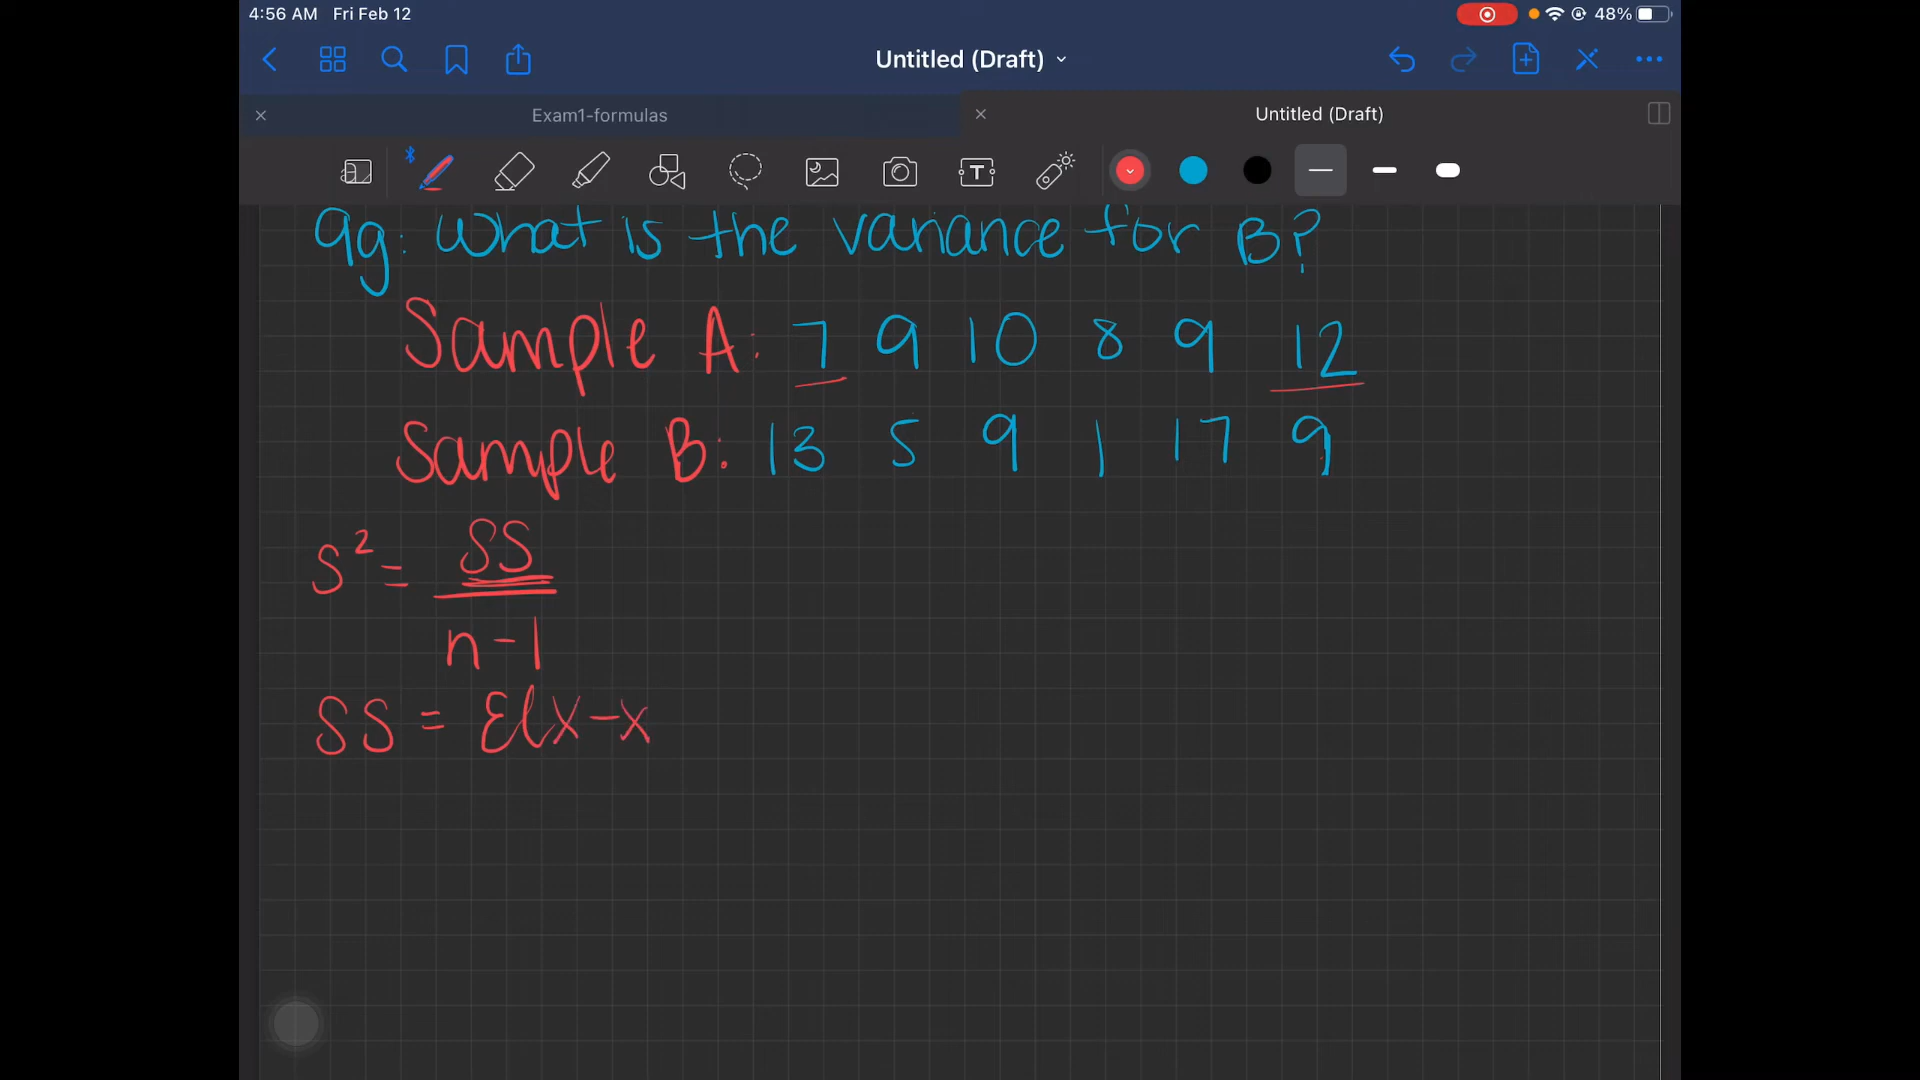 4:56 AM Fri Feb 12 48%
Untitled (Draft)
Exam1-formulas Untitled (Draft)
T
9g: What is the variance for B?
Sample A: 7 9 10 8 9 12
Sample B: 13 5 9 1 17 9
S² = SS
n-1
SS = Σ(x-x